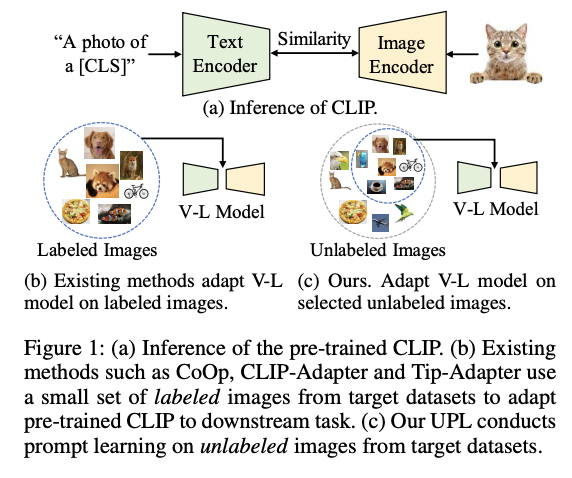 “A photo of
a [CLS]”
Text
Encoder
Similarity
Image
Encoder
(a) Inference of CLIP.
V-L Model
Labeled Images
V-L Model
Unlabeled Images
(b) Existing methods adapt V-L
model on labeled images.
(c) Ours. Adapt V-L model on
selected unlabeled images.
Figure 1: (a) Inference of the pre-trained CLIP. (b) Existing
methods such as CoOp, CLIP-Adapter and Tip-Adapter use
a small set of labeled images from target datasets to adapt
pre-trained CLIP to downstream task. (c) Our UPL conducts
prompt learning on unlabeled images from target datasets.